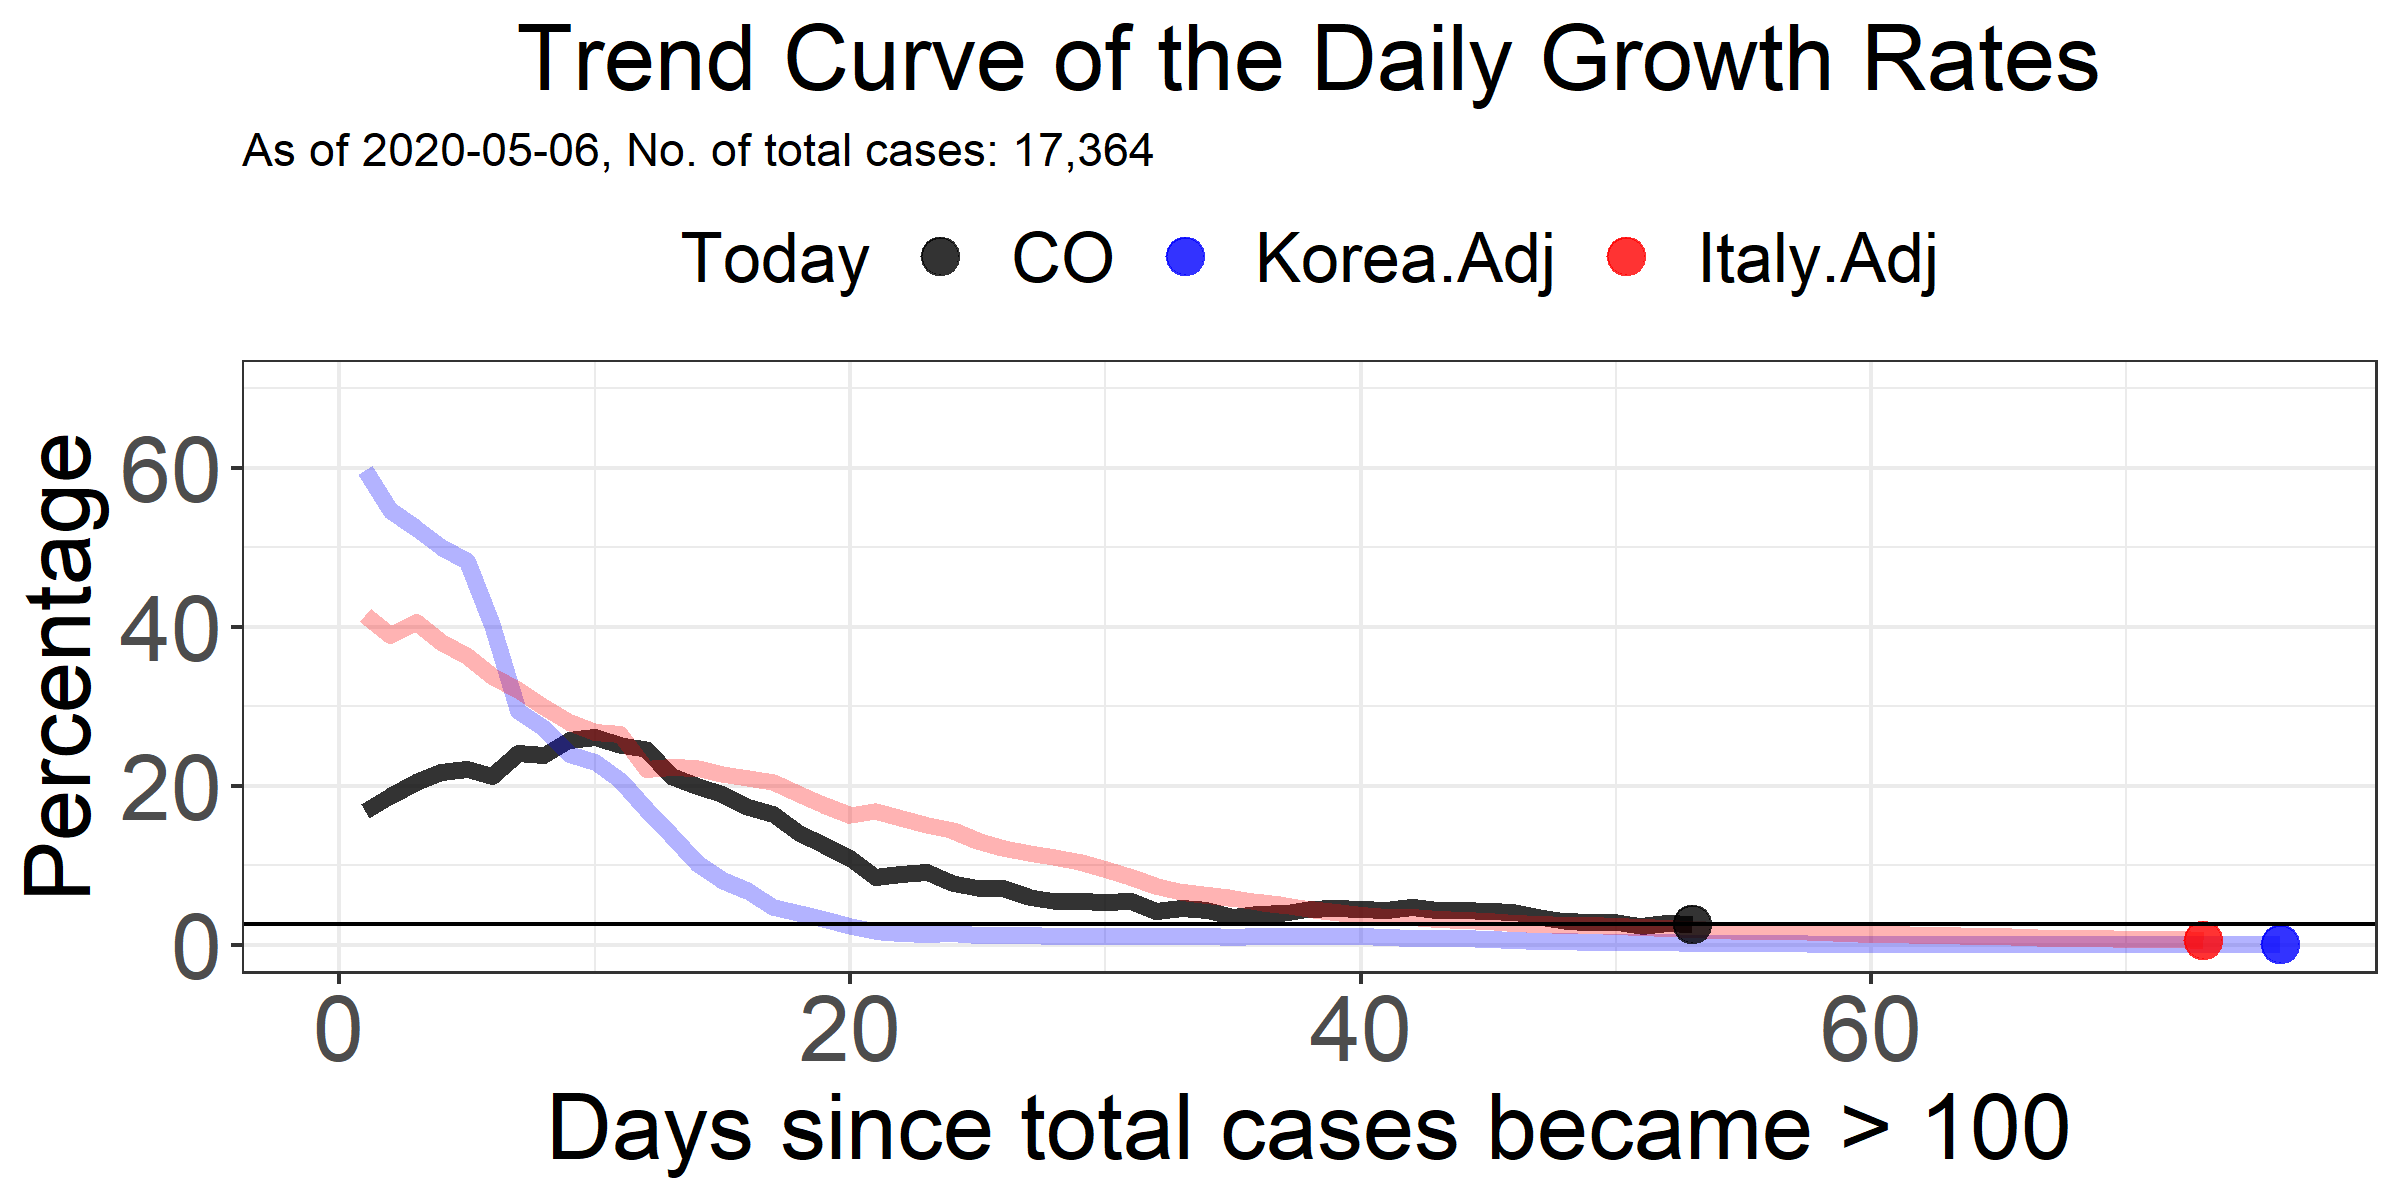 Trend Curve of the Daily Growth Rates
As of 2020-05-06, No. of total cases: 17,364
Today CO Korea.Adj Italy.Adj
Percentage
60
40
20
0
0 20 40 60
Days since total cases became > 100